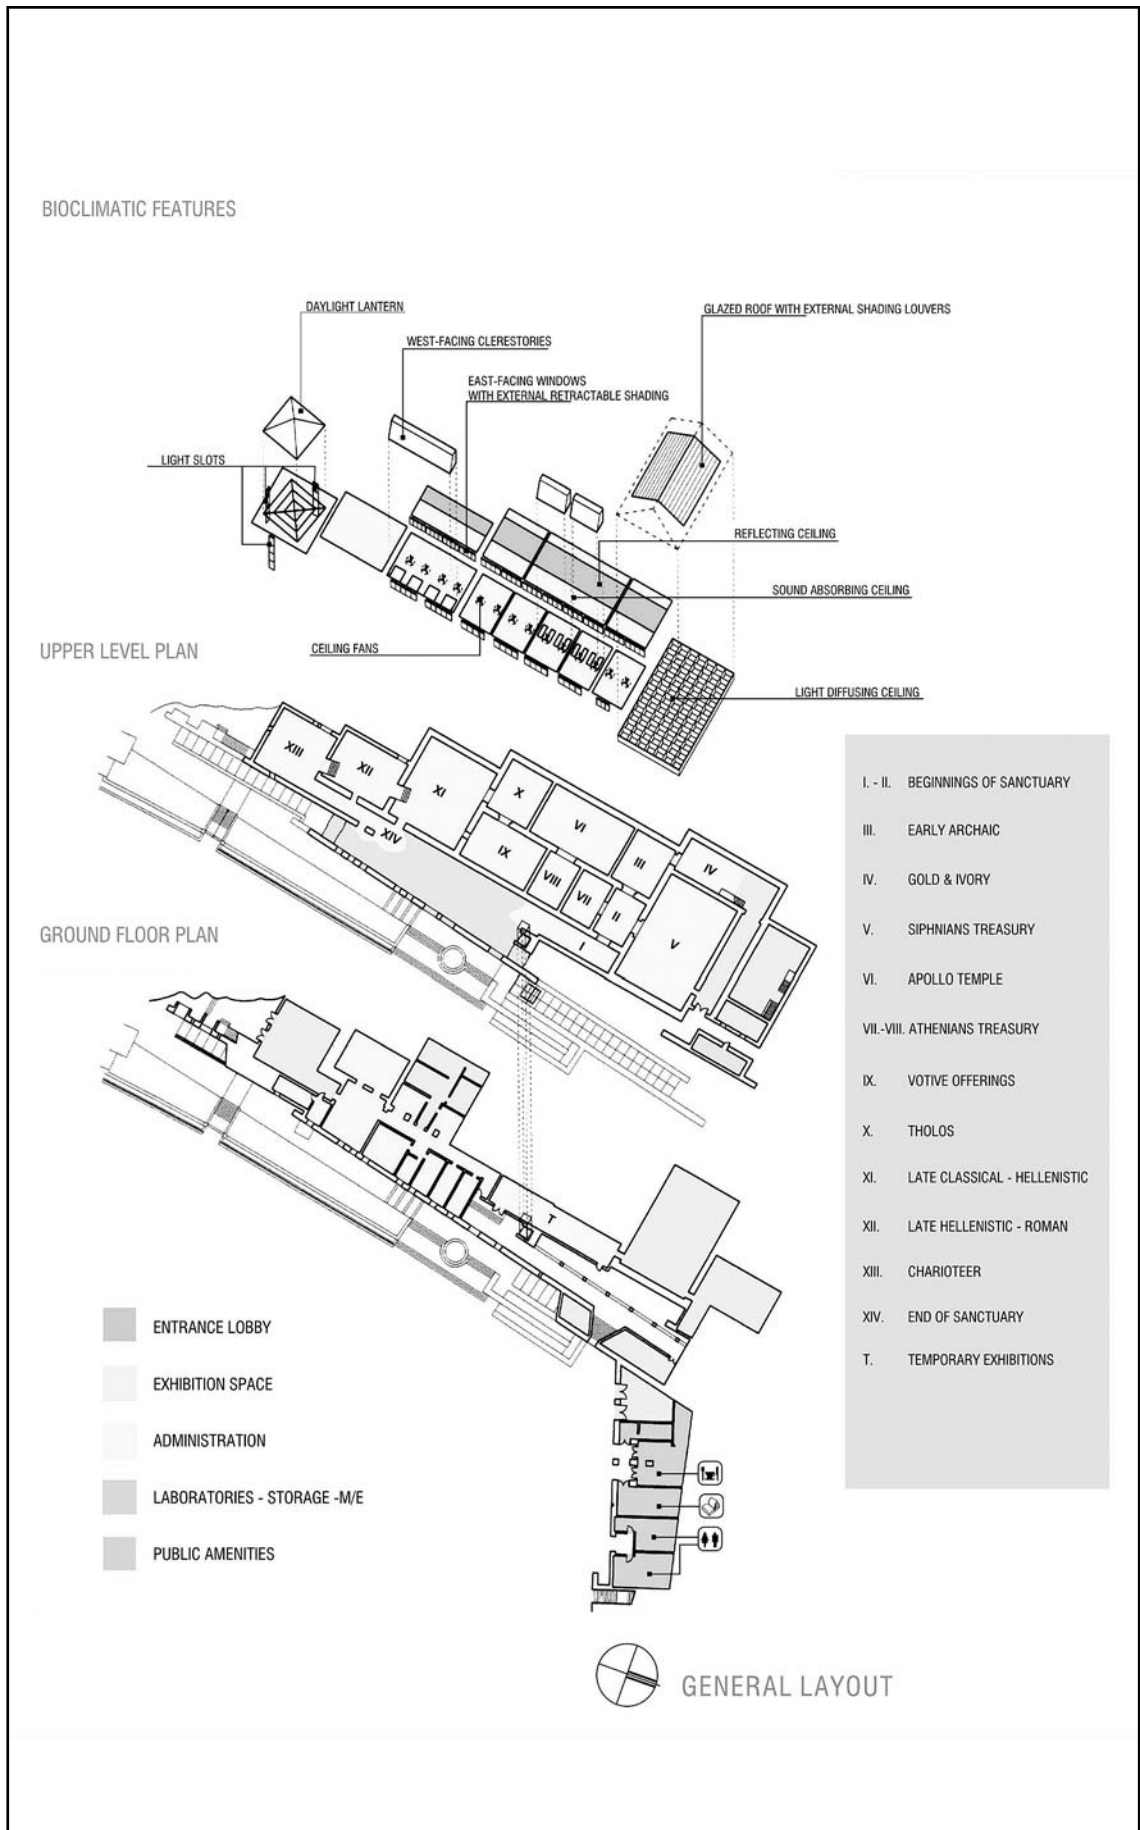 BIOCLIMATIC FEATURES
DAYLIGHT LANTERN
GLAZED ROOF WITH EXTERNAL SHADING LOUVERS
WEST-FACING CLERESTORIES
EAST-FACING WINDOWS
WITH EXTERNAL RETRACTABLE SHADING
LIGHT SLOTS
REFLECTING CEILING
SOUND ABSORBING CEILING
CEILING FANS
LIGHT DIFFUSING CEILING
UPPER LEVEL PLAN
XIII
XII
XI
X
VI
XIV
IX
VIII
VII
III
II
IV
I
V
GROUND FLOOR PLAN
T
I. - II. BEGINNINGS OF SANCTUARY
III. EARLY ARCHAIC
IV. GOLD & IVORY
V. SIPHNIANS TREASURY
VI. APOLLO TEMPLE
VII.-VIII. ATHENIANS TREASURY
IX. VOTIVE OFFERINGS
X. THOLOS
XI. LATE CLASSICAL - HELLENISTIC
XII. LATE HELLENISTIC - ROMAN
XIII. CHARIOTEER
XIV. END OF SANCTUARY
T. TEMPORARY EXHIBITIONS
ENTRANCE LOBBY
EXHIBITION SPACE
ADMINISTRATION
LABORATORIES - STORAGE -M/E
PUBLIC AMENITIES
GENERAL LAYOUT